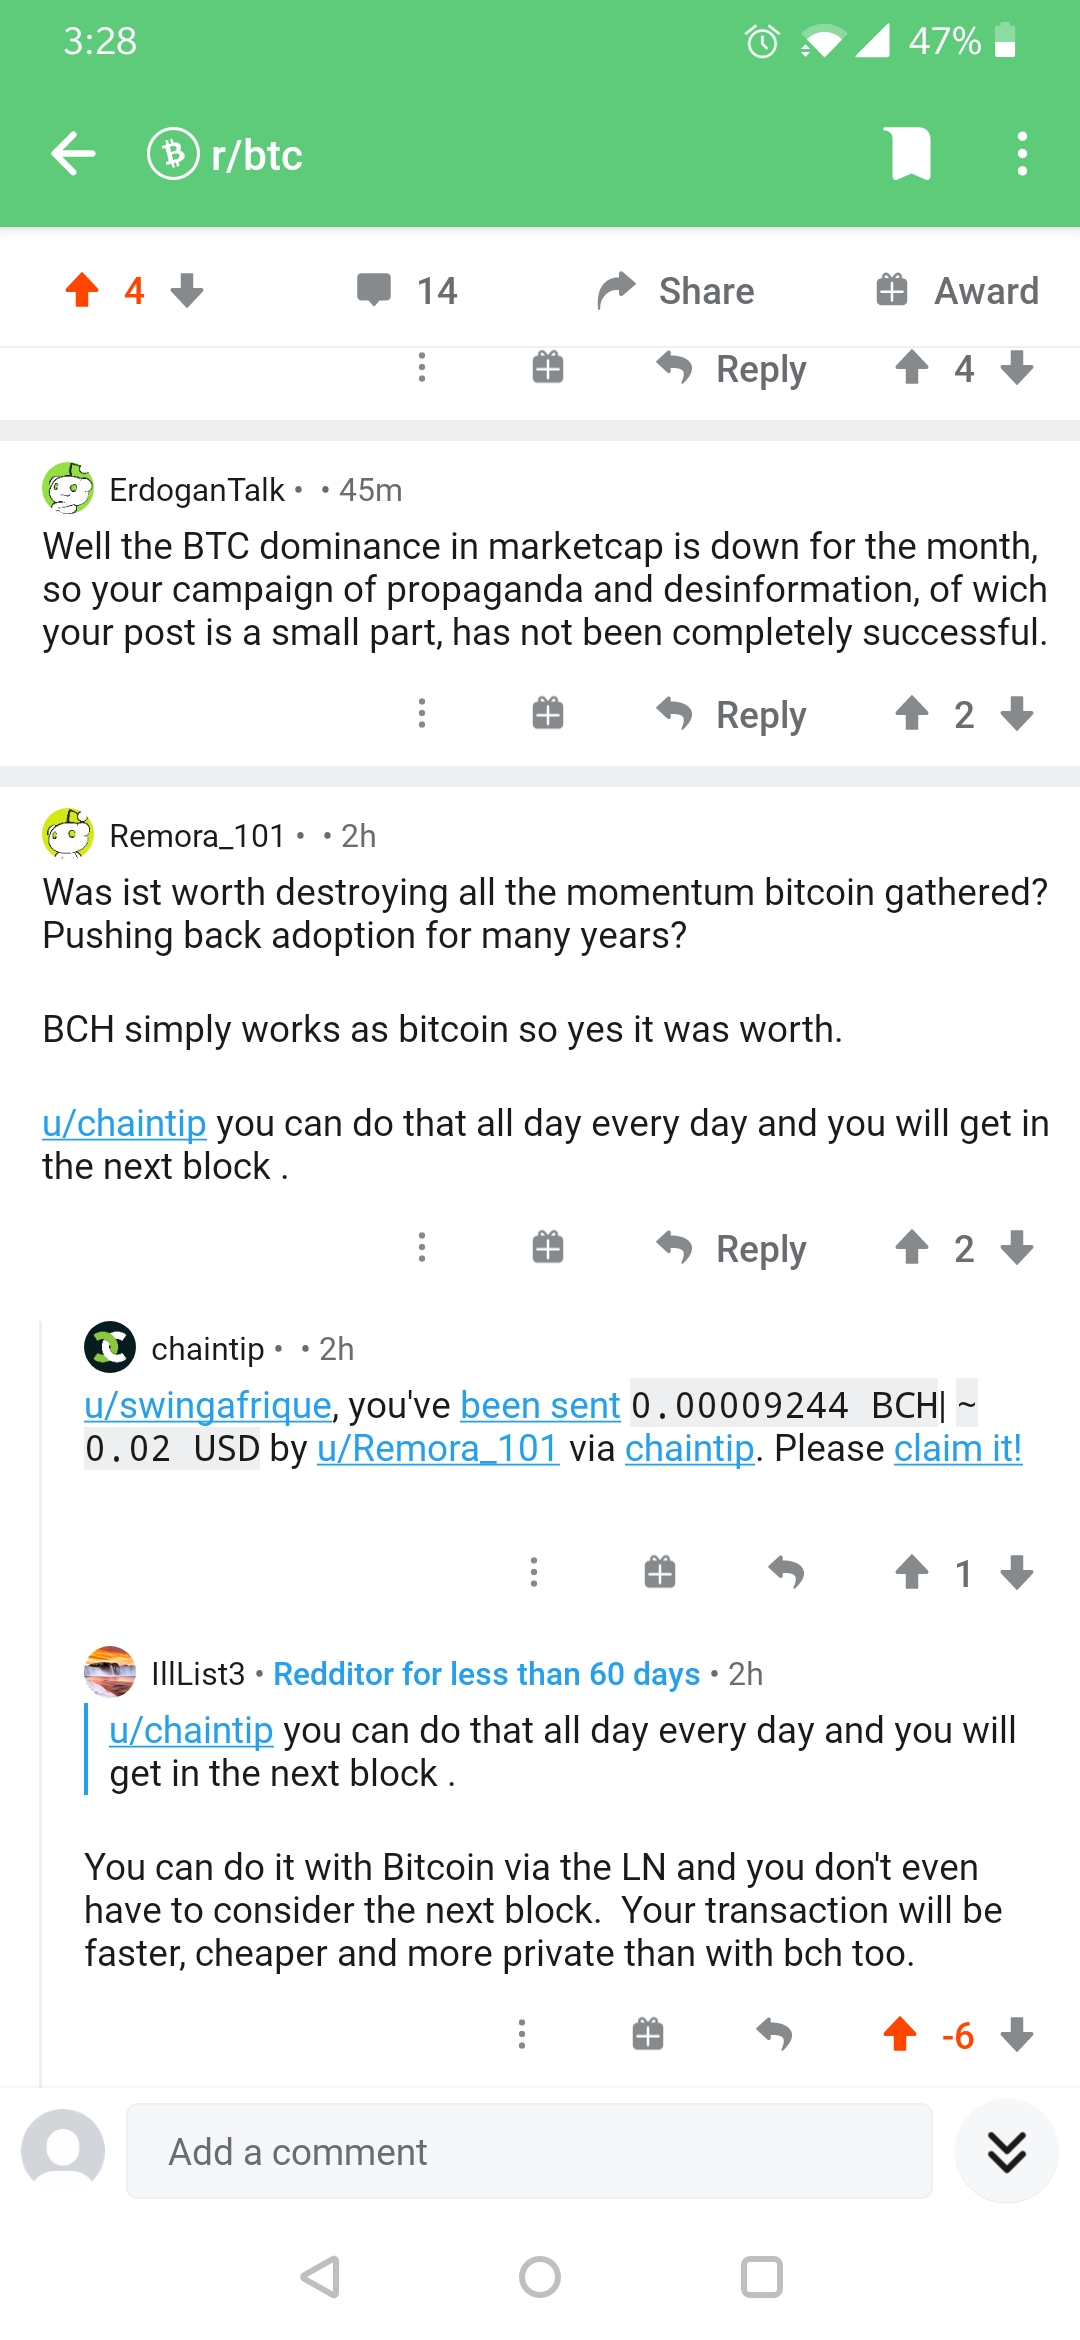 3:28
47%
r/btc
4
14
Share
Award
Reply
4
ErdoganTalk • • 45m
Well the BTC dominance in marketcap is down for the month,
so your campaign of propaganda and desinformation, of wich
your post is a small part, has not been completely successful.
Reply
2
Remora_101 • • 2h
Was ist worth destroying all the momentum bitcoin gathered?
Pushing back adoption for many years?
BCH simply works as bitcoin so yes it was worth.
u/chaintip you can do that all day every day and you will get in
the next block .
Reply
2
chaintip • • 2h
u/swingafrique, you've been sent 0.00009244 BCH| ~
0.02 USD by u/Remora_101 via chaintip. Please claim it!
1
IllList3 • Redditor for less than 60 days • 2h
u/chaintip you can do that all day every day and you will
get in the next block .
You can do it with Bitcoin via the LN and you don't even
have to consider the next block.  Your transaction will be
faster, cheaper and more private than with bch too.
-6
Add a comment